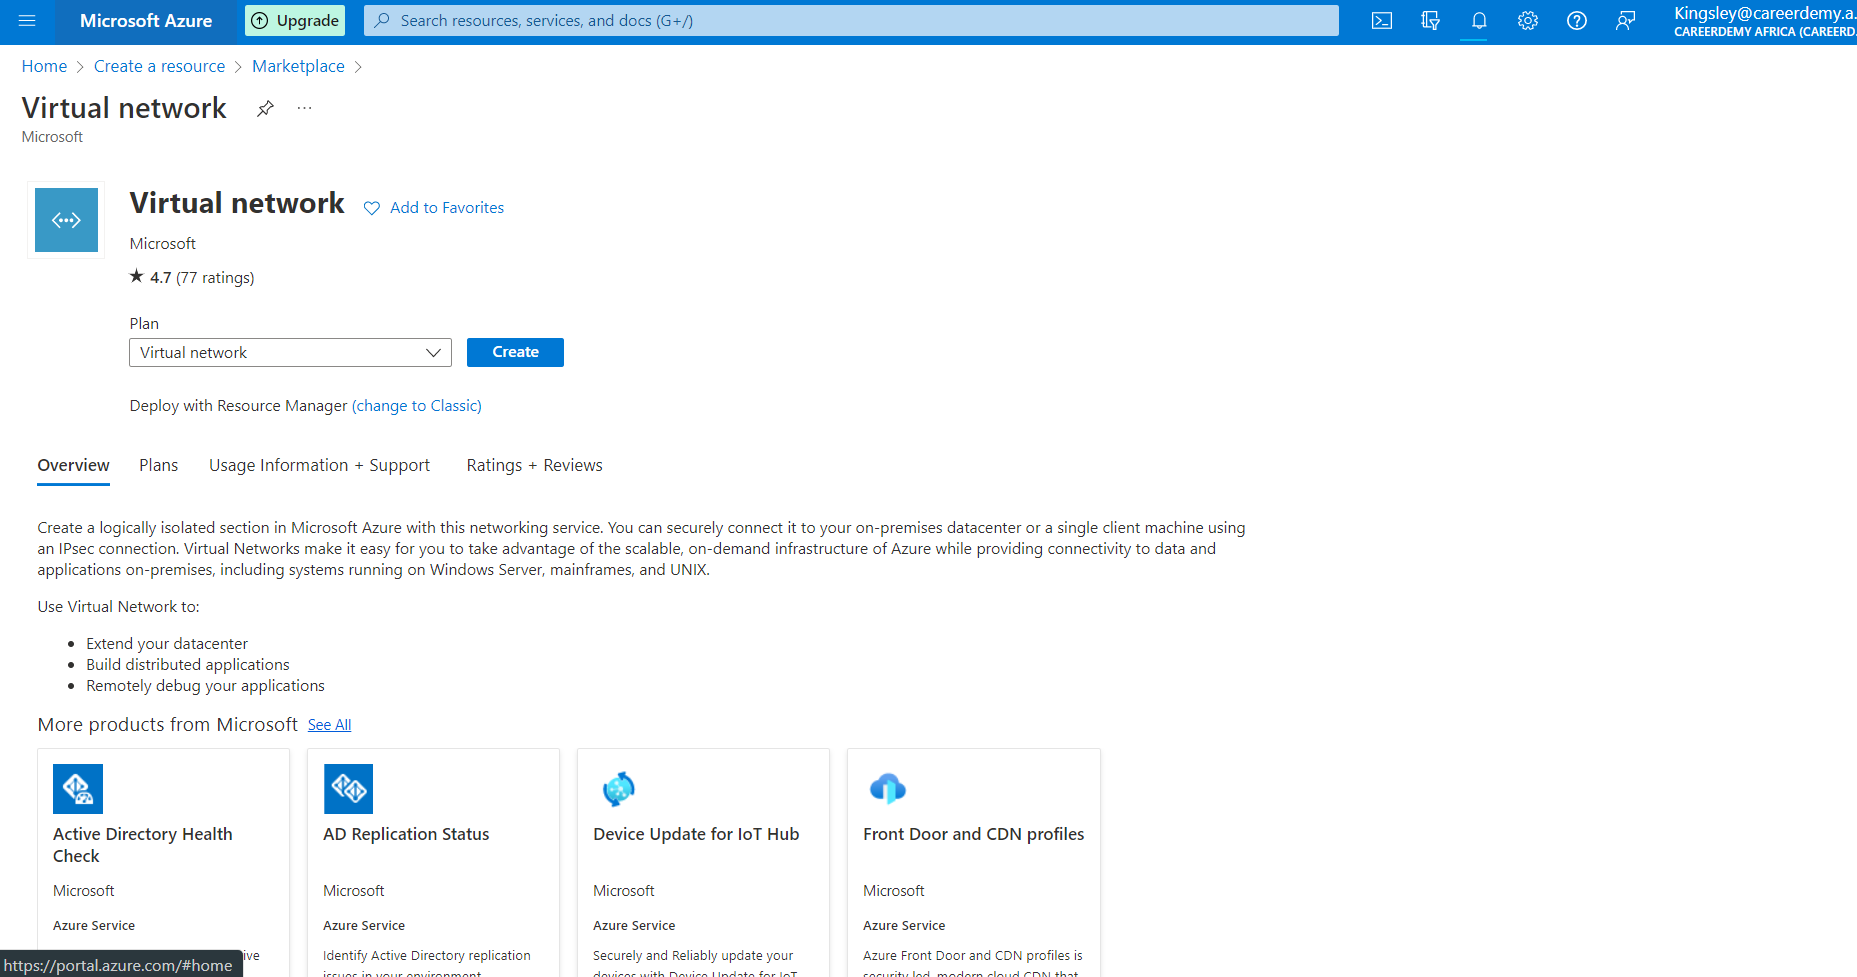 Microsoft Azure
Upgrade
Search resources, services, and docs (G+/)
Kingsley@careerdemy.a.
CAREERDEMY AFRICA (CAREERD.
Home > Create a resource > Marketplace >
Virtual network
...
Microsoft
Virtual network
Add to Favorites
Microsoft
★ 4.7 (77 ratings)
Plan
Virtual network
Create
Deploy with Resource Manager (change to Classic)
Overview
Plans
Usage Information + Support
Ratings + Reviews
Create a logically isolated section in Microsoft Azure with this networking service. You can securely connect it to your on-premises datacenter or a single client machine using
an IPsec connection. Virtual Networks make it easy for you to take advantage of the scalable, on-demand infrastructure of Azure while providing connectivity to data and
applications on-premises, including systems running on Windows Server, mainframes, and UNIX.
Use Virtual Network to:
• Extend your datacenter
• Build distributed applications
• Remotely debug your applications
More products from Microsoft See All
Active Directory Health
Check
Microsoft
Azure Service
ive
AD Replication Status
Microsoft
Azure Service
Identify Active Directory replication
issues in your environment
Device Update for IoT Hub
Microsoft
Azure Service
Securely and Reliably update your
devices with Device Update for IoT
Front Door and CDN profiles
Microsoft
Azure Service
Azure Front Door and CDN profiles is
security led, modern cloud CDN that
https://portal.azure.com/#home